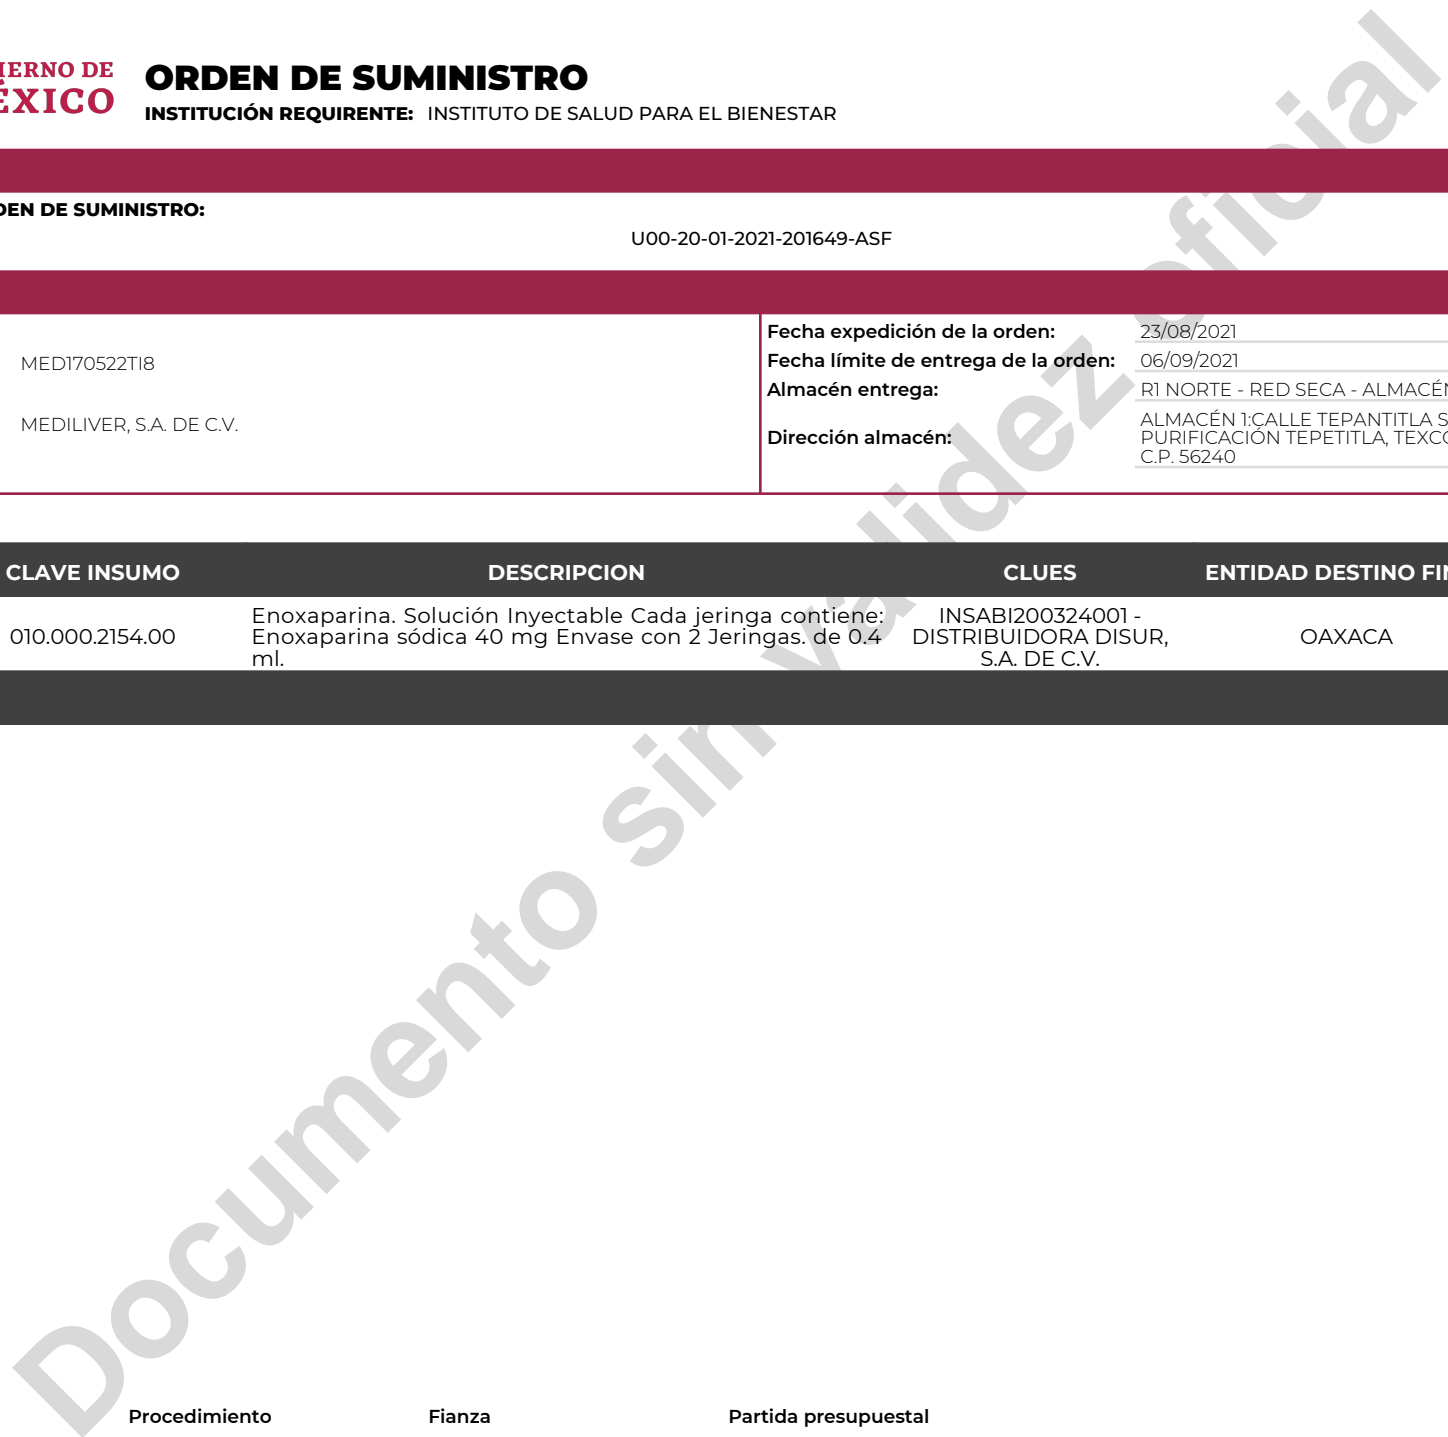 IERNO DE
ÉXICO
ORDEN DE SUMINISTRO
INSTITUCIÓN REQUIRENTE: INSTITUTO DE SALUD PARA EL BIENESTAR
DEN DE SUMINISTRO:
U00-20-01-2021-201649-ASF
MED170522TI8
MEDILIVER, S.A. DE C.V.
Fecha expedición de la orden: 23/08/2021
Fecha límite de entrega de la orden: 06/09/2021
Almacén entrega: R1 NORTE - RED SECA - ALMACÉN
Dirección almacén: ALMACÉN 1:CALLE TEPANTITLA S
PURIFICACIÓN TEPETITLA, TEXCO
C.P. 56240
CLAVE INSUMO DESCRIPCION CLUES ENTIDAD DESTINO FIN
010.000.2154.00
Enoxaparina. Solución Inyectable Cada jeringa contiene:
Enoxaparina sódica 40 mg Envase con 2 Jeringas. de 0.4
ml.
INSABI200324001 -
DISTRIBUIDORA DISUR,
S.A. DE C.V.
OAXACA
Documento sin validez oficial
Procedimiento Fianza Partida presupuestal